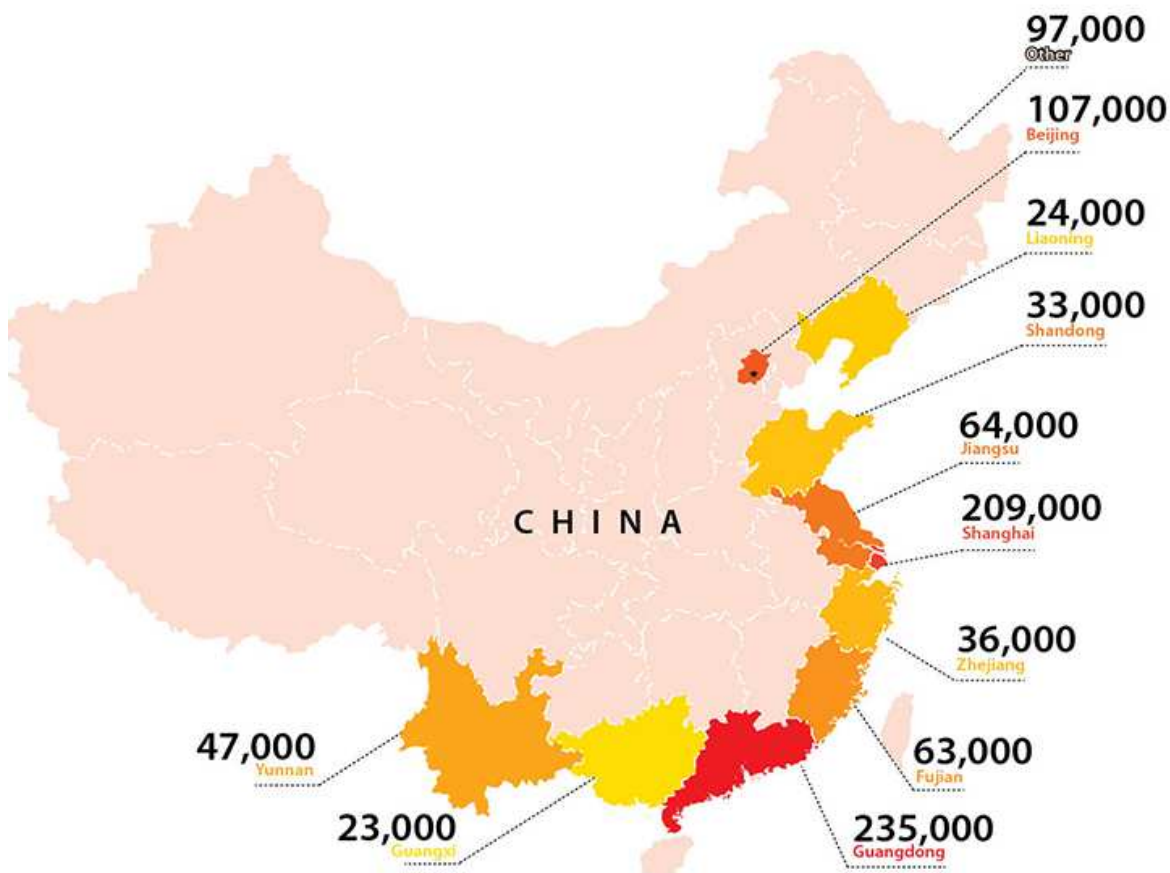 97,000
Other
107,000
Beijing
24,000
Liaoning
33,000
Shandong
64,000
Jiangsu
209,000
Shanghai
CHINA
36,000
Zhejiang
47,000
Yunnan
63,000
Fujian
23,000
Guangxi
235,000
Guangdong